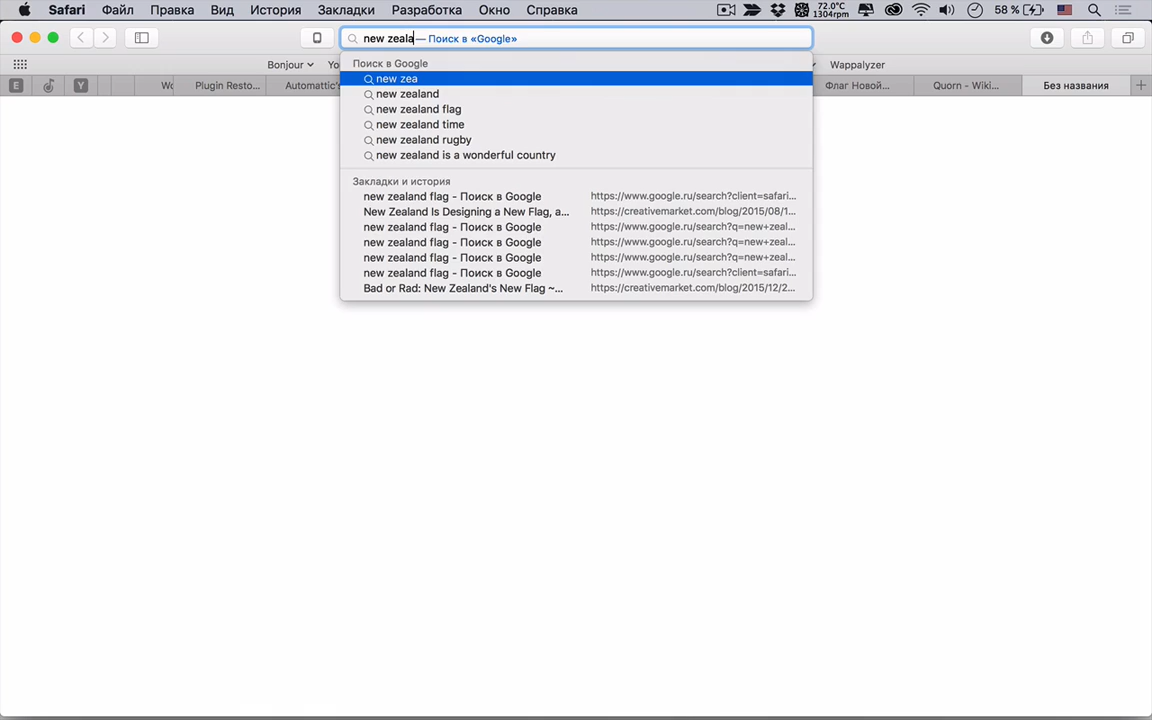 Safari Файл Правка Вид История Закладки Разработка Окно Справка 72.0°C 1304rpm 58 %
new zeala — Поиск в «Google»
Bonjour Yo Wappalyzer
E Y Wc Plugin Resto... Automattic's Флаг Новой... Quorn - Wiki... Без названия
Поиск в Google
new zea
new zealand
new zealand flag
new zealand time
new zealand rugby
new zealand is a wonderful country
Закладки и история
new zealand flag - Поиск в Google https://www.google.ru/search?client=safari...
New Zealand Is Designing a New Flag, a... https://creativemarket.com/blog/2015/08/1...
new zealand flag - Поиск в Google https://www.google.ru/search?q=new+zeal...
new zealand flag - Поиск в Google https://www.google.ru/search?q=new+zeal...
new zealand flag - Поиск в Google https://www.google.ru/search?q=new+zeal...
new zealand flag - Поиск в Google https://www.google.ru/search?client=safari...
Bad or Rad: New Zealand's New Flag ~... https://creativemarket.com/blog/2015/12/2...